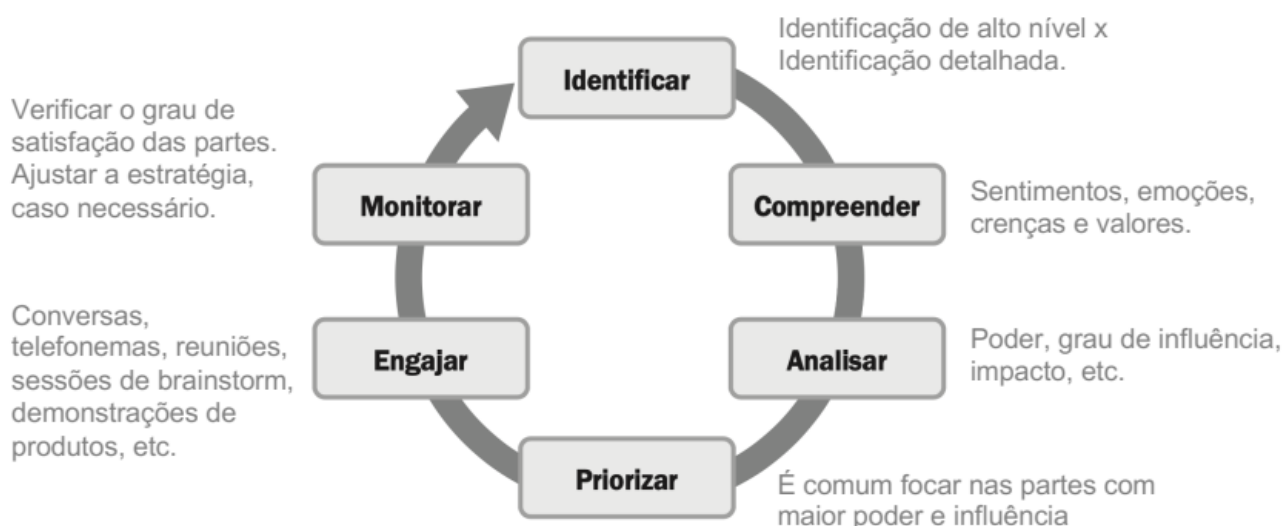 Identificar
Identificação de alto nível x
Identificação detalhada.
Compreender
Sentimentos, emoções,
crenças e valores.
Analisar
Poder, grau de influência,
impacto, etc.
Priorizar
É comum focar nas partes com
maior poder e influência
Engajar
Conversas,
telefonemas, reuniões,
sessões de brainstorm,
demonstrações de
produtos, etc.
Monitorar
Verificar o grau de
satisfação das partes.
Ajustar a estratégia,
caso necessário.